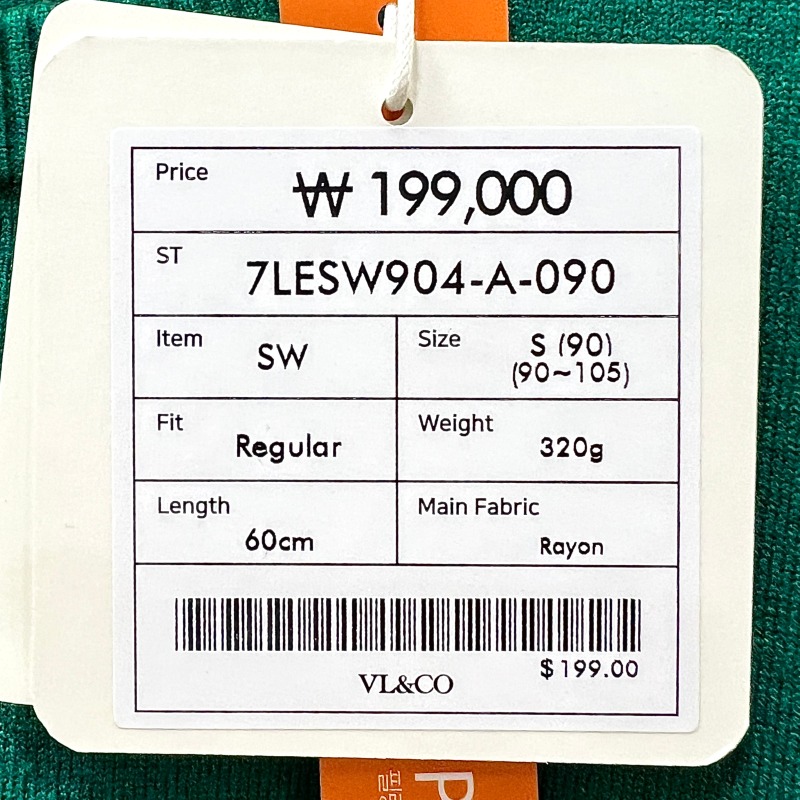 Price
₩ 199,000
ST
7LESW904-A-090
Item
SW
Size
S (90)
(90~105)
Fit
Regular
Weight
320g
Length
60cm
Main Fabric
Rayon
$199.00
VL&CO
P